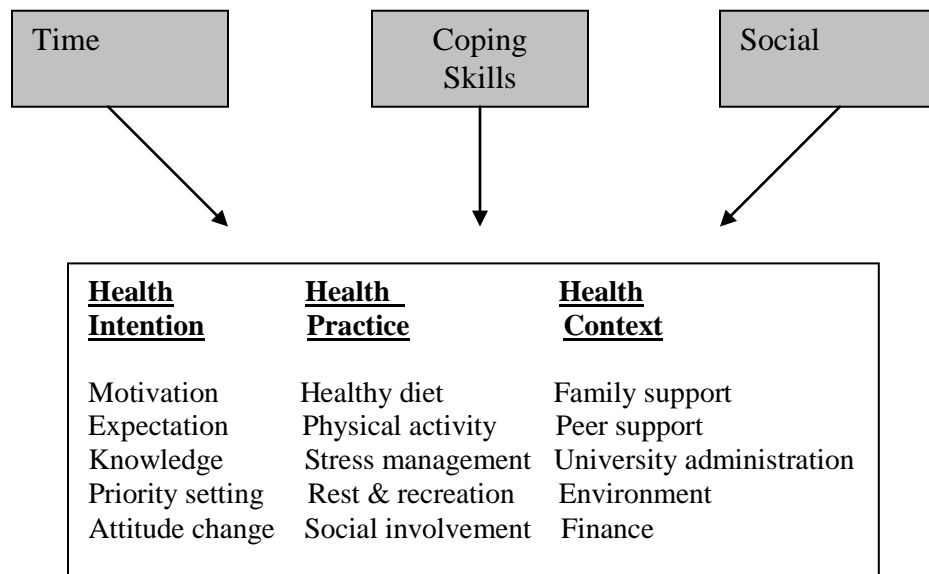 Time
Coping
Skills
Social
Health Health Health
Intention Practice Context
Motivation Healthy diet Family support
Expectation Physical activity Peer support
Knowledge Stress management University administration
Priority setting Rest & recreation Environment
Attitude change Social involvement Finance